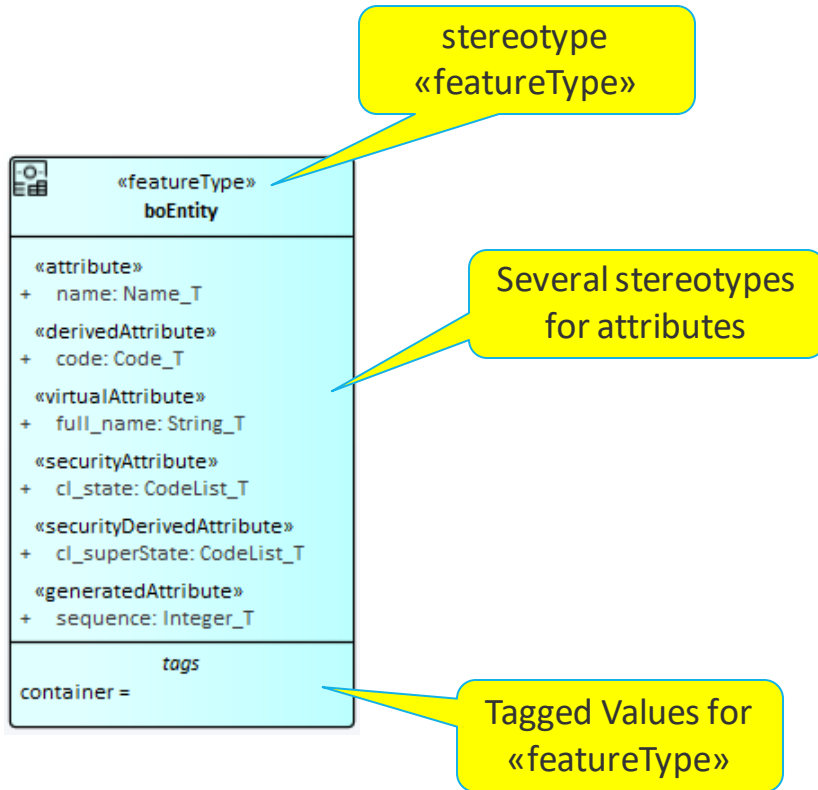 stereotype
«featureType»
«featureType»
boEntity
«attribute»
+ name: Name_T
«derivedAttribute»
+ code: Code_T
«virtualAttribute»
+ full_name: String_T
«securityAttribute»
+ cl_state: CodeList_T
«securityDerivedAttribute»
+ cl_superState: CodeList_T
«generatedAttribute»
+ sequence: Integer_T
Several stereotypes
for attributes
tags
container =
Tagged Values for
«featureType»